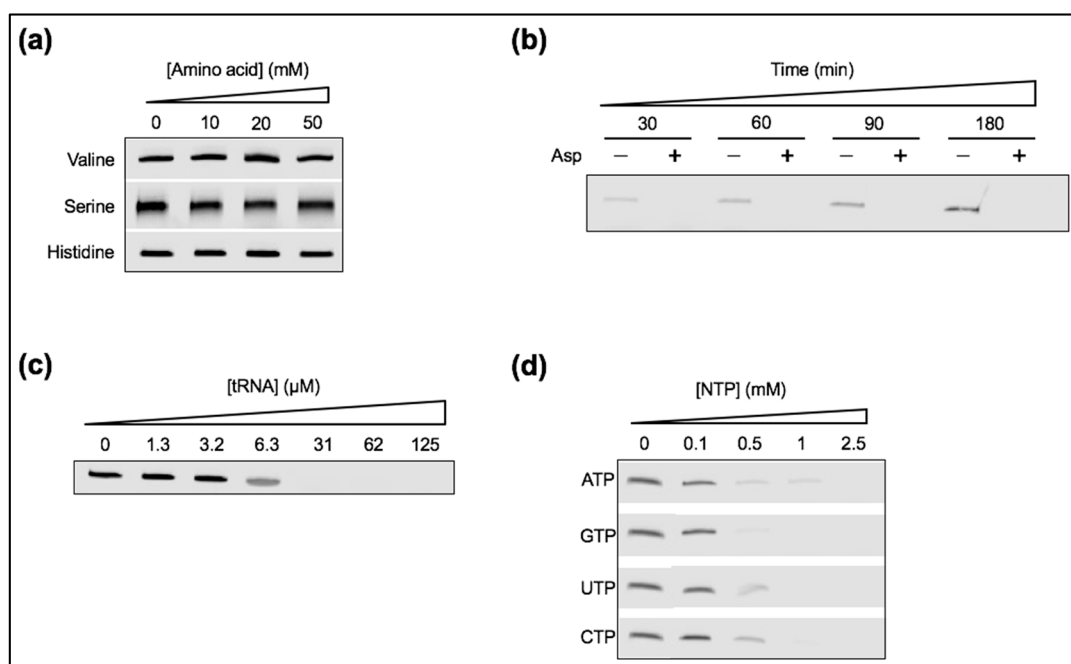 (a)
[Amino acid] (mM)
0 10 20 50
Valine
Serine
Histidine
(b)
Time (min)
30 60 90 180
Asp – + – + – + – +
(c)
[tRNA] (µM)
0 1.3 3.2 6.3 31 62 125
(d)
[NTP] (mM)
0 0.1 0.5 1 2.5
ATP
GTP
UTP
CTP